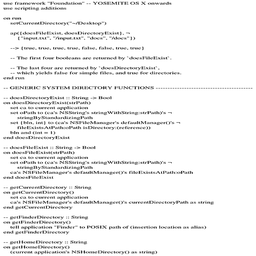 use framework "Foundation" -- YOSEMITE OS X onwards
use scripting additions
on run
setCurrentDirectory("~/Desktop")
ap({doesFileExist, doesDirectoryExist}, ¬
{"input.txt", "/input.txt", "docs", "/docs"})
--> {true, true, true, true, false, false, true, true}
-- The first four booleans are returned by `doesFileExist`.
-- The last four are returned by `doesDirectoryExist`,
-- which yields false for simple files, and true for directories.
end run
-- GENERIC SYSTEM DIRECTORY FUNCTIONS --------------------------------
-- doesDirectoryExist :: String -> Bool
on doesDirectoryExist(strPath)
set ca to current application
set oPath to (ca's NSString's stringWithString:strPath)'s ¬
stringByStandardizingPath
set {bln, int} to (ca's NSFileManager's defaultManager()'s ¬
fileExistsAtPath:oPath isDirectory:(reference))
bln and (int = 1)
end doesDirectoryExist
-- doesFileExist :: String -> Bool
on doesFileExist(strPath)
set ca to current application
set oPath to (ca's NSString's stringWithString:strPath)'s ¬
stringByStandardizingPath
ca's NSFileManager's defaultManager()'s fileExistsAtPath:oPath
end doesFileExist
-- getCurrentDirectory :: String
on getCurrentDirectory()
set ca to current application
ca's NSFileManager's defaultManager()'s currentDirectoryPath as string
end getCurrentDirectory
-- getFinderDirectory :: String
on getFinderDirectory()
tell application "Finder" to POSIX path of (insertion location as alias)
end getFinderDirectory
-- getHomeDirectory :: String
on getHomeDirectory()
(current application's NSHomeDirectory() as string)